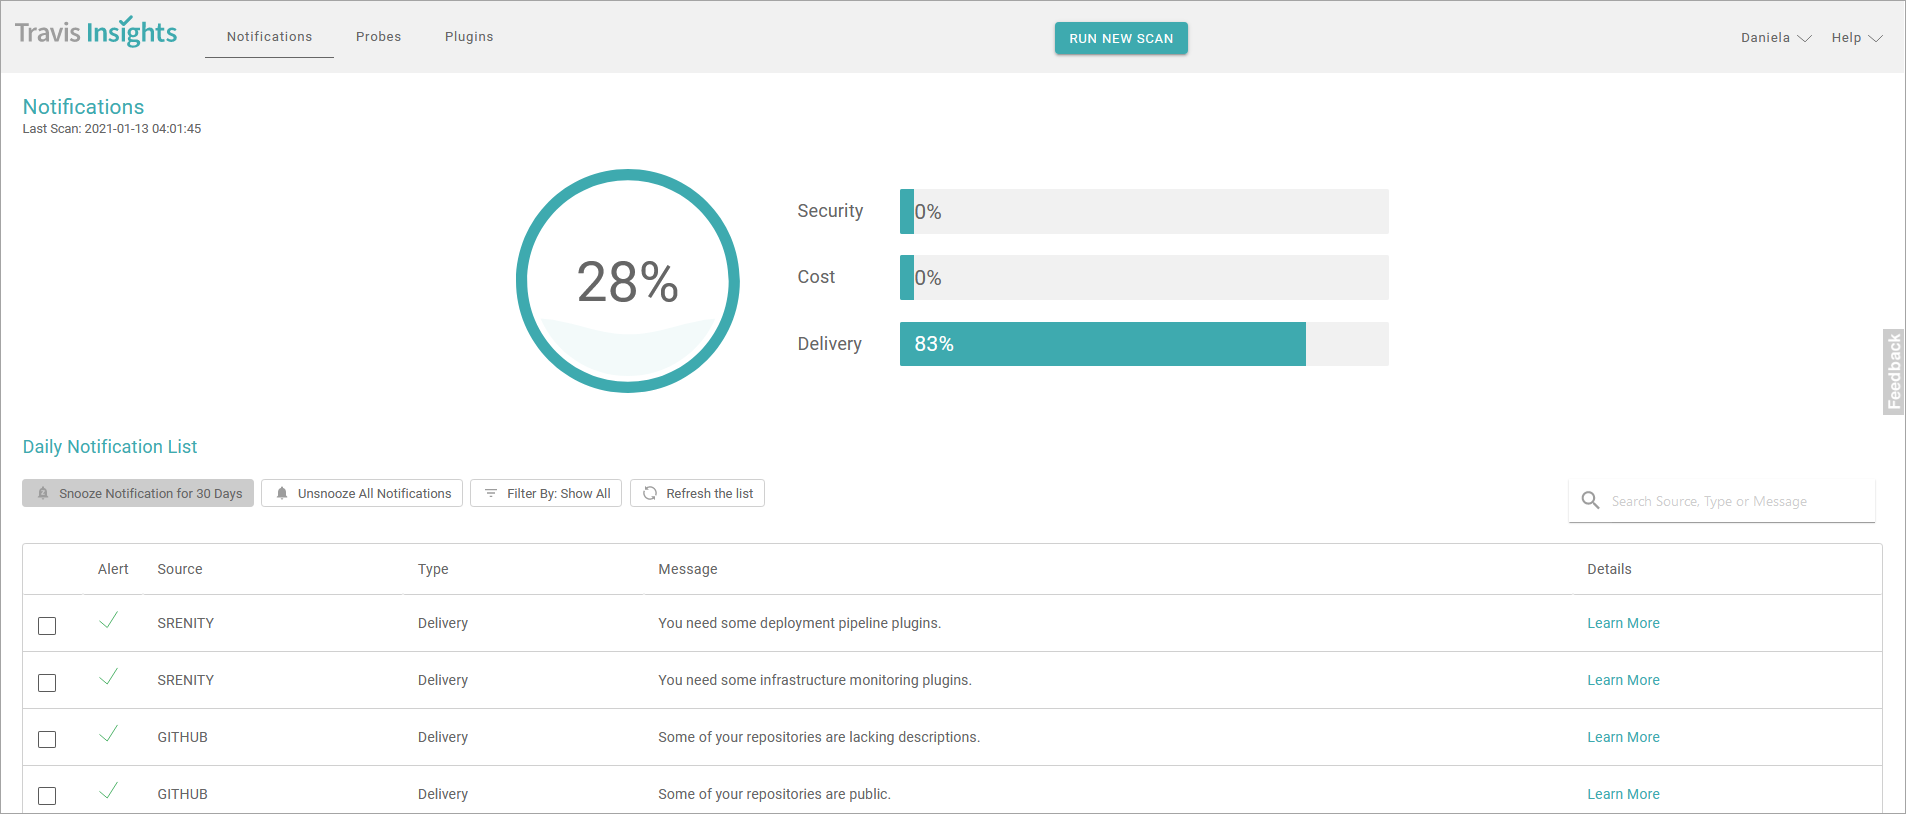 Travis Insights
Notifications
Probes
Plugins
RUN NEW SCAN
Daniela
Help
Notifications
Last Scan: 2021-01-13 04:01:45
28%
Security
0%
Cost
0%
Delivery
83%
Feedback
Daily Notification List
Snooze Notification for 30 Days
Unsnooze All Notifications
Filter By: Show All
Refresh the list
Search Source, Type or Message
Alert Source Type Message Details
SRENITY Delivery You need some deployment pipeline plugins. Learn More
SRENITY Delivery You need some infrastructure monitoring plugins. Learn More
GITHUB Delivery Some of your repositories are lacking descriptions. Learn More
GITHUB Delivery Some of your repositories are public. Learn More